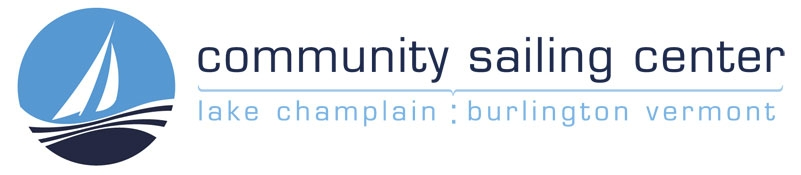 community sailing center
lake champlain : burlington vermont